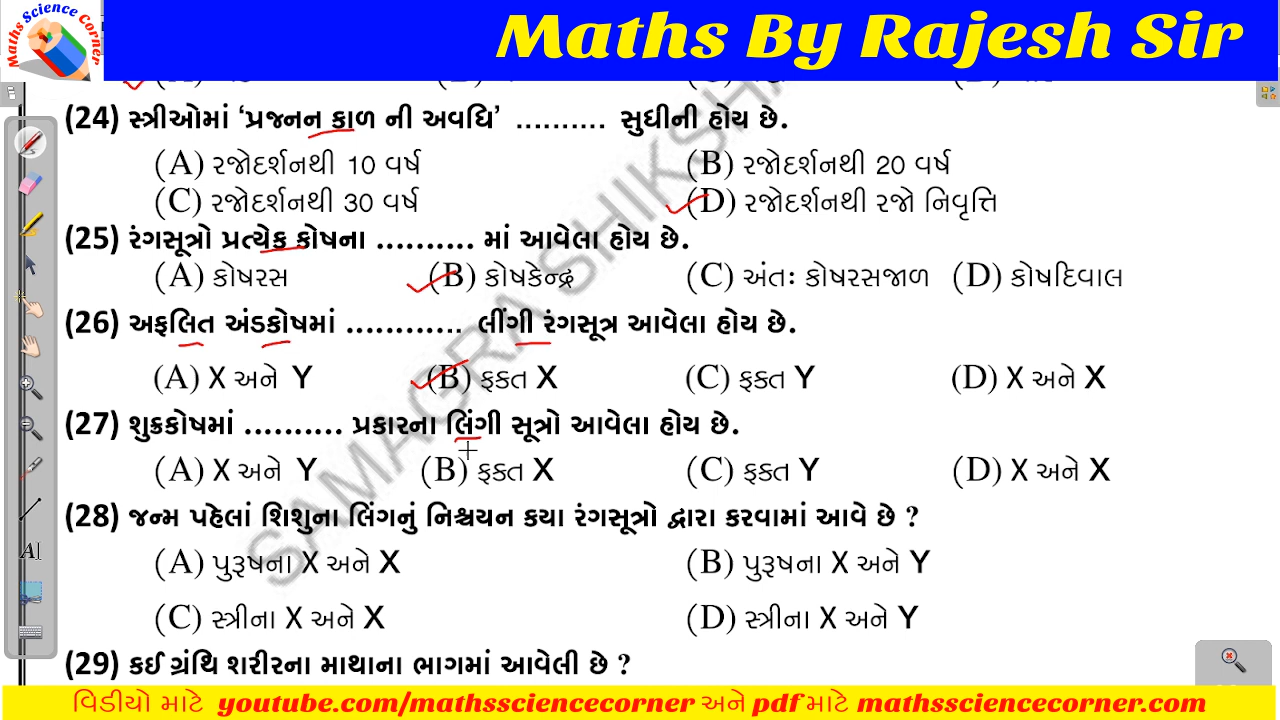 Maths Science Corner
Maths By Rajesh Sir
(24) સ્ત્રીઓમાં ‘પ્રજનન કાળ ની અવધિ’ .......... સુધીની હોય છે.
(A) રજોદર્શનથી 10 વર્ષ (B) રજોદર્શનથી 20 વર્ષ
(C) રજોદર્શનથી 30 વર્ષ (D) રજોદર્શનથી રજો નિવૃત્તિ
(25) રંગસૂત્રો પ્રત્યેક કોષના .......... માં આવેલા હોય છે.
(A) કોષરસ (B) કોષકેન્દ્ર (C) અંતઃ કોષરસજાળ (D) કોષદિવાલ
(26) અફલિત અંડકોષમાં ............ લીંગી રંગસૂત્ર આવેલા હોય છે.
(A) X અને Y (B) ફક્ત X (C) ફક્ત Y (D) X અને X
(27) શુક્રકોષમાં .......... પ્રકારના લિંગી સૂત્રો આવેલા હોય છે.
(A) X અને Y (B) ફક્ત X (C) ફક્ત Y (D) X અને X
(28) જન્મ પહેલાં શિશુના લિંગનું નિશ્ચયન કયા રંગસૂત્રો દ્વારા કરવામાં આવે છે ?
(A) પુરૂષના X અને X (B) પુરૂષના X અને Y
(C) સ્ત્રીના X અને X (D) સ્ત્રીના X અને Y
(29) કઈ ગ્રંથિ શરીરના માથાના ભાગમાં આવેલી છે ?
SAMAGRA SHIKSHA
વિડીયો માટે youtube.com/mathssciencecorner અને pdf માટે mathssciencecorner.com